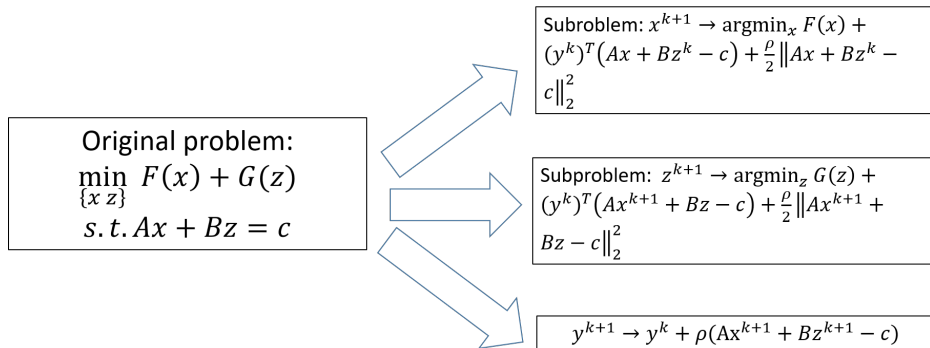 Original problem:
min F(x) + G(z)
{x z}
s.t. Ax + Bz = c
Subproblem: x^{k+1} → argmin_x F(x) +
(y^k)^T(Ax + Bz^k − c) + ρ/2 ‖Ax + Bz^k −
c‖_2^2
Subproblem: z^{k+1} → argmin_z G(z) +
(y^k)^T(Ax^{k+1} + Bz − c) + ρ/2 ‖Ax^{k+1} +
Bz − c‖_2^2
y^{k+1} → y^k + ρ(Ax^{k+1} + Bz^{k+1} − c)